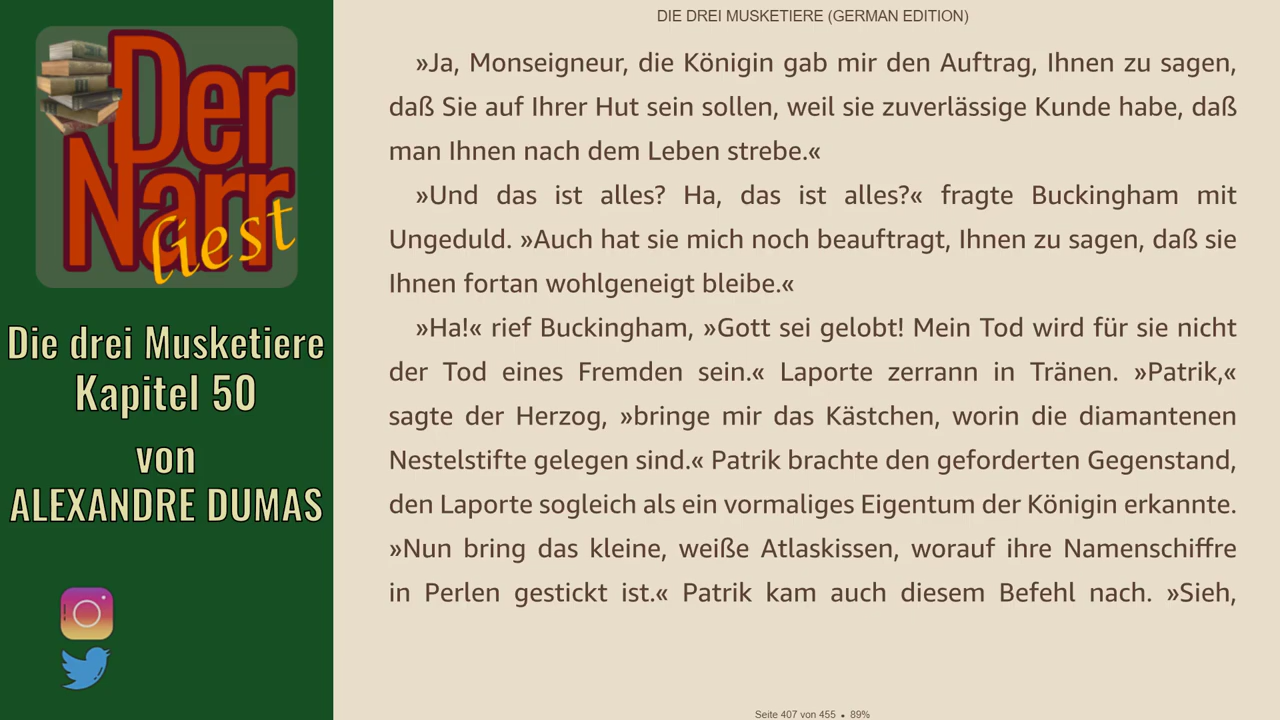 Der
Narr
liest
Die drei Musketiere
Kapitel 50
von
ALEXANDRE DUMAS
DIE DREI MUSKETIERE (GERMAN EDITION)
»Ja, Monseigneur, die Königin gab mir den Auftrag, Ihnen zu sagen,
daß Sie auf Ihrer Hut sein sollen, weil sie zuverlässige Kunde habe, daß
man Ihnen nach dem Leben strebe.«
»Und das ist alles? Ha, das ist alles?« fragte Buckingham mit
Ungeduld. »Auch hat sie mich noch beauftragt, Ihnen zu sagen, daß sie
Ihnen fortan wohlgeneigt bleibe.«
»Ha!« rief Buckingham, »Gott sei gelobt! Mein Tod wird für sie nicht
der Tod eines Fremden sein.« Laporte zerrann in Tränen. »Patrik,«
sagte der Herzog, »bringe mir das Kästchen, worin die diamantenen
Nestelstifte gelegen sind.« Patrik brachte den geforderten Gegenstand,
den Laporte sogleich als ein vormaliges Eigentum der Königin erkannte.
»Nun bring das kleine, weiße Atlaskissen, worauf ihre Namenschiffre
in Perlen gestickt ist.« Patrik kam auch diesem Befehl nach. »Sieh,
Seite 407 von 455 • 89%